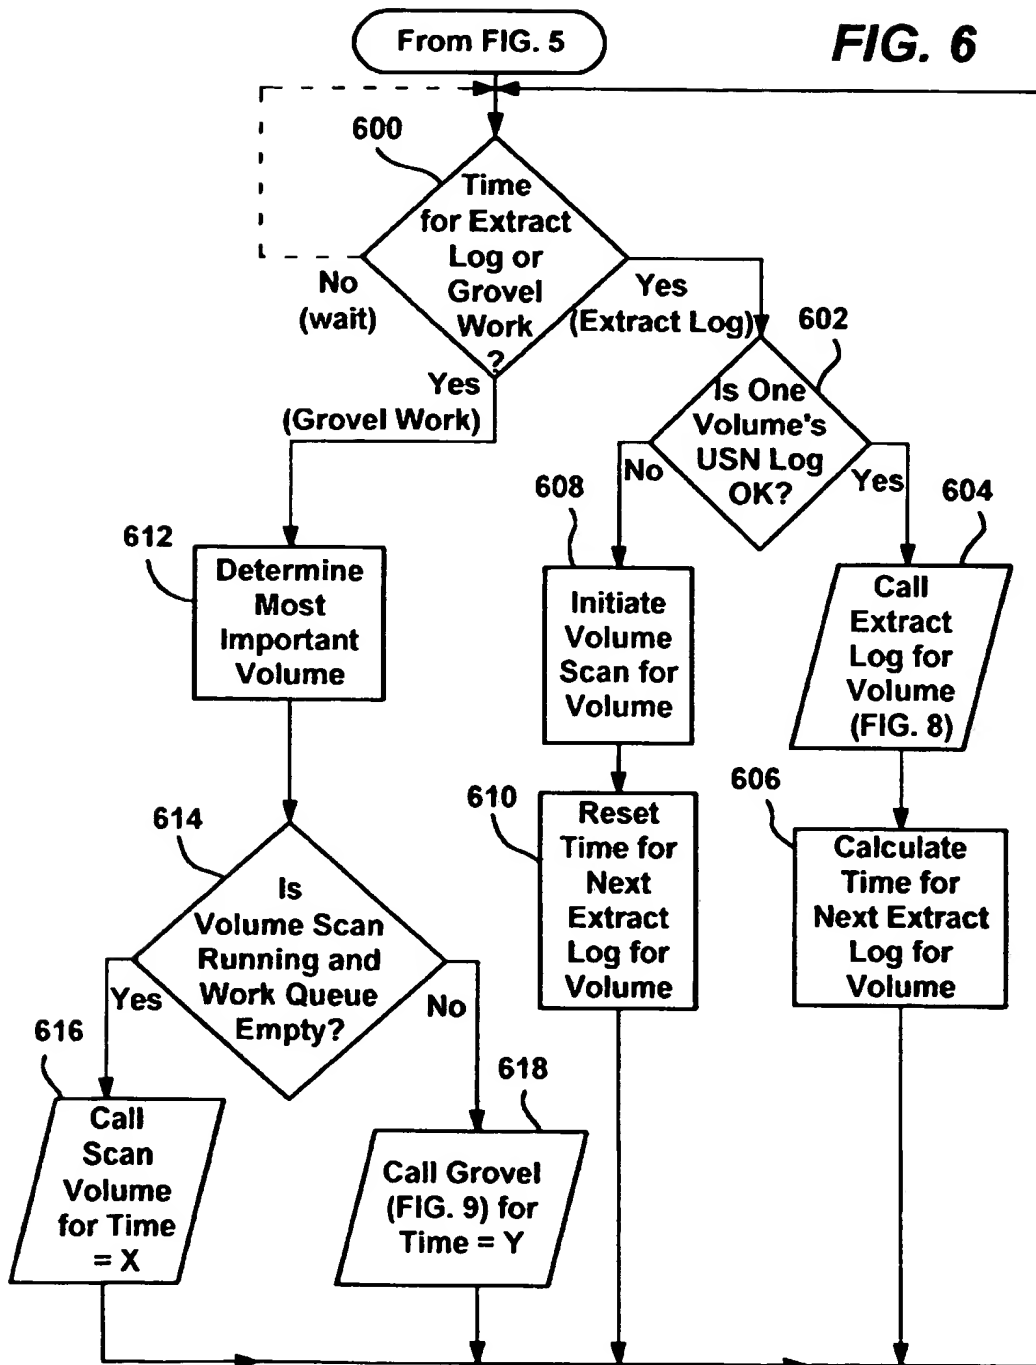 From FIG. 5
FIG. 6
600
Time
for Extract
Log or
Grovel
Work
?
No
(wait)
Yes
(Extract Log)
Yes
(Grovel Work)
602
Is One
Volume's
USN Log
OK?
No
Yes
612
Determine
Most
Important
Volume
608
Initiate
Volume
Scan for
Volume
604
Call
Extract
Log for
Volume
(FIG. 8)
610
Reset
Time for
Next
Extract
Log for
Volume
606
Calculate
Time for
Next Extract
Log for
Volume
614
Is
Volume Scan
Running and
Work Queue
Empty?
Yes
No
616
Call
Scan
Volume
for Time
= X
618
Call Grovel
(FIG. 9) for
Time = Y